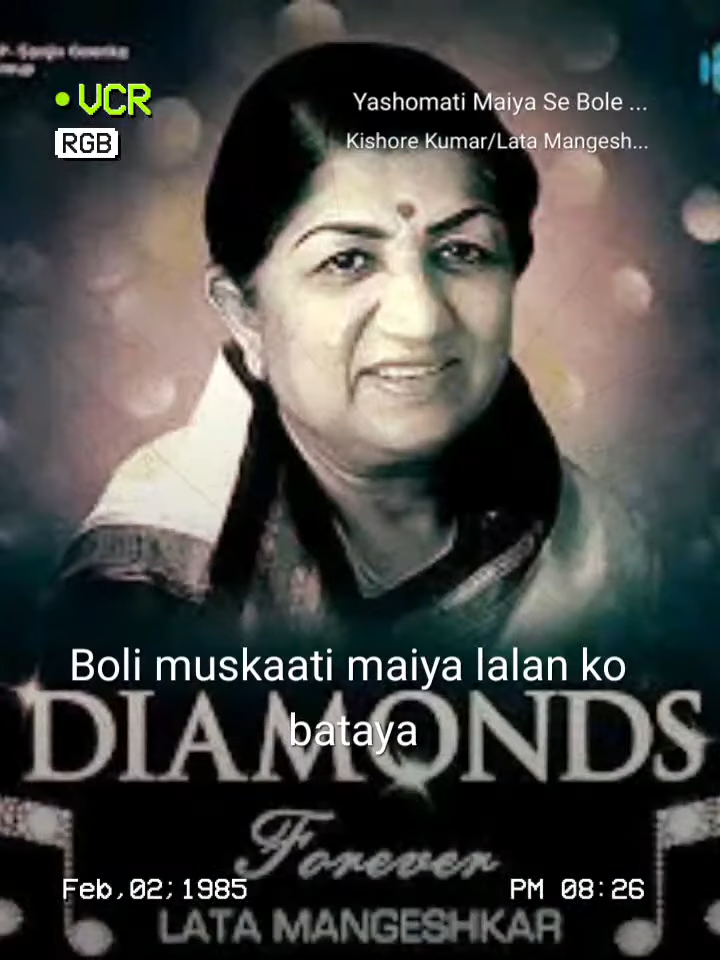 VCR
RGB
Yashomati Maiya Se Bole ...
Kishore Kumar/Lata Mangesh...
Boli muskaati maiya lalan ko
bataya
DIAMONDS
Forever
Feb,02;1985
PM 08:26
LATA MANGESHKAR